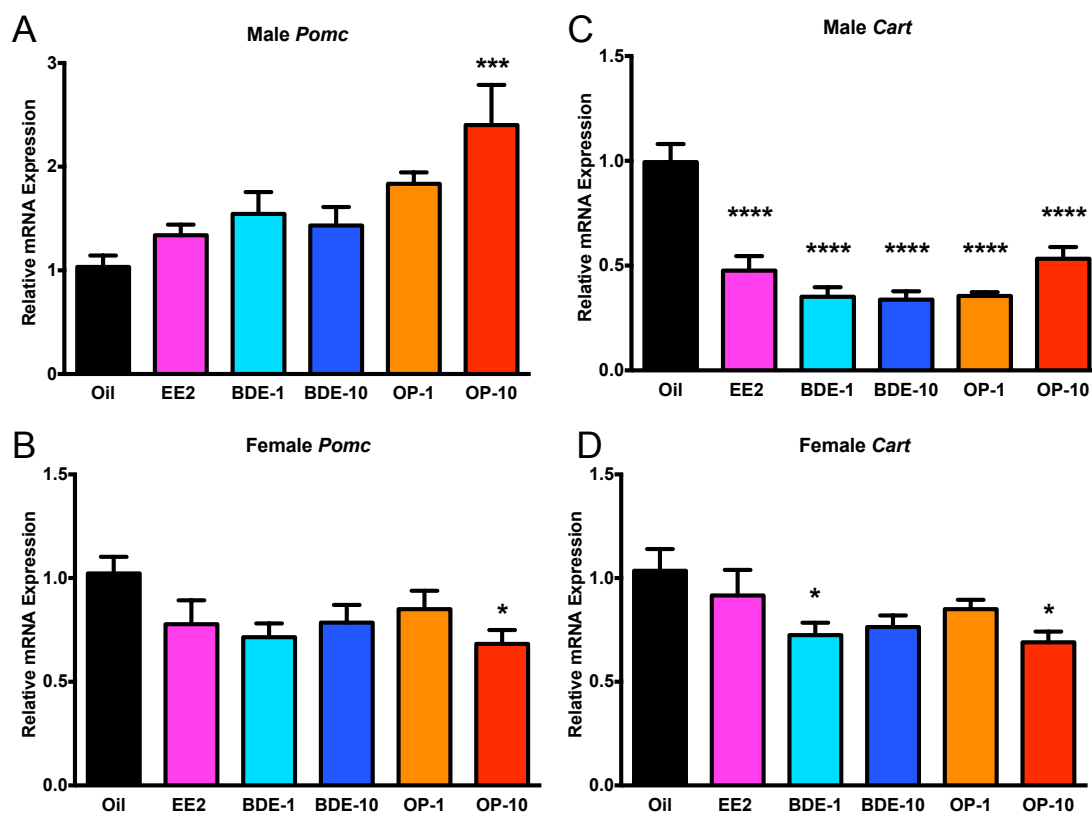 A
Male Pomc
Relative mRNA Expression
3
2
1
0
***
Oil EE2 BDE-1 BDE-10 OP-1 OP-10
C
Male Cart
Relative mRNA Expression
1.5
1.0
0.5
0.0
**** **** **** **** ****
Oil EE2 BDE-1 BDE-10 OP-1 OP-10
B
Female Pomc
Relative mRNA Expression
1.5
1.0
0.5
0.0
*
Oil EE2 BDE-1 BDE-10 OP-1 OP-10
D
Female Cart
Relative mRNA Expression
1.5
1.0
0.5
0.0
* *
Oil EE2 BDE-1 BDE-10 OP-1 OP-10